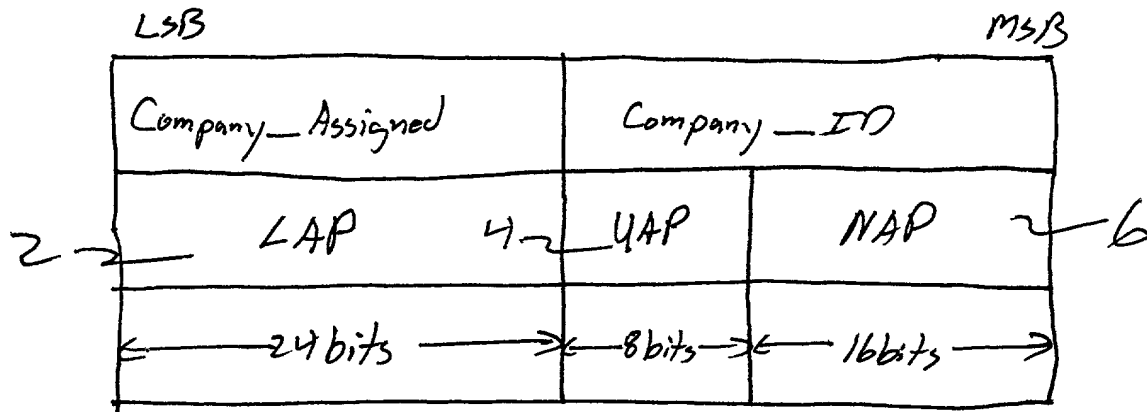 LSB MSB
Company_Assigned Company_ID
2 LAP 4 UAP NAP 6
24 bits 8 bits 16 bits